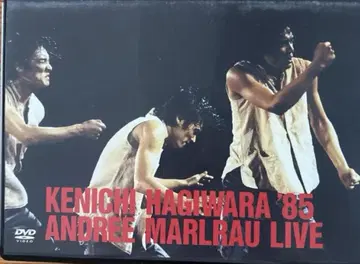 KENICHI HAGIWARA '85
ANDREE MARLRAU LIVE
DVD
VIDEO